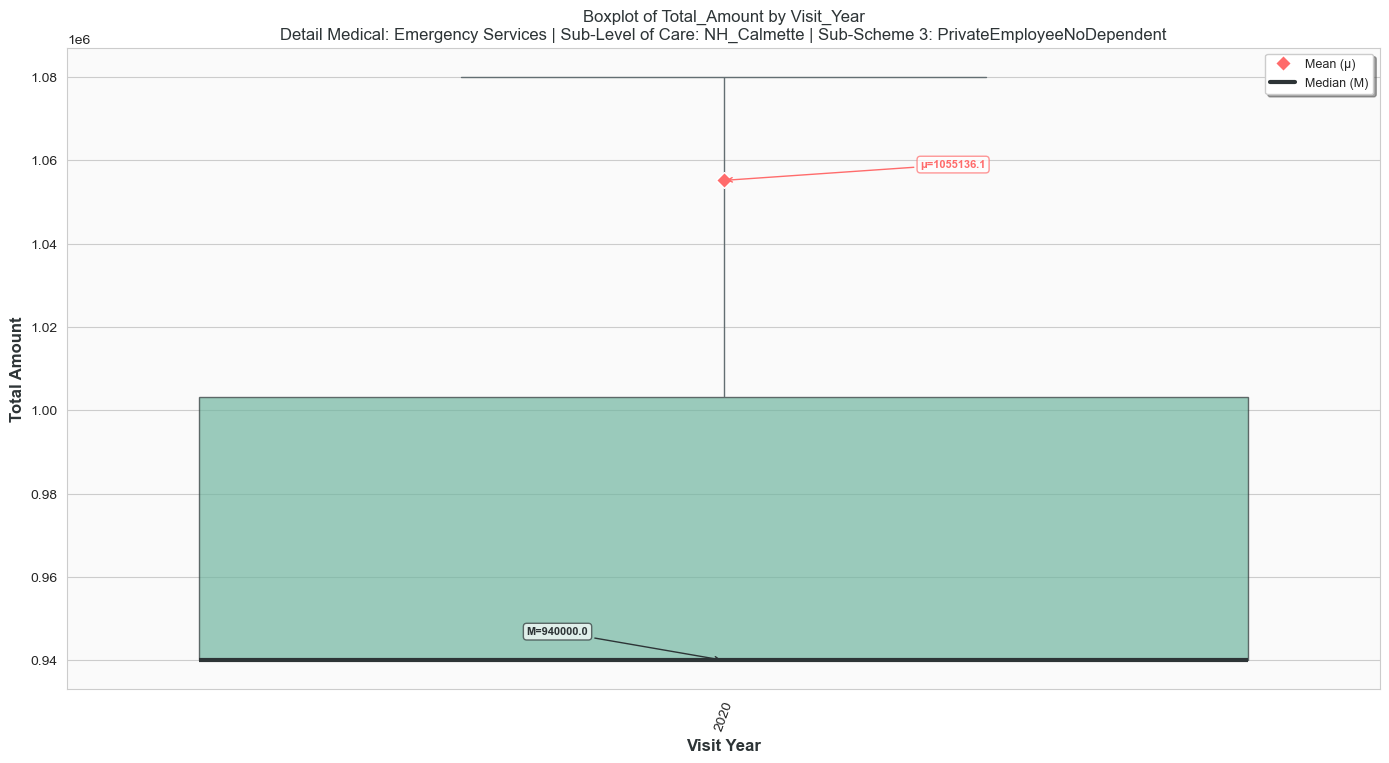 Boxplot of Total_Amount by Visit_Year
Detail Medical: Emergency Services | Sub-Level of Care: NH_Calmette | Sub-Scheme 3: PrivateEmployeeNoDependent
1e6
1.08
1.06
1.04
1.02
1.00
0.98
0.96
0.94
Total Amount
Mean (μ)
Median (M)
μ=1055136.1
M=940000.0
2020
Visit Year